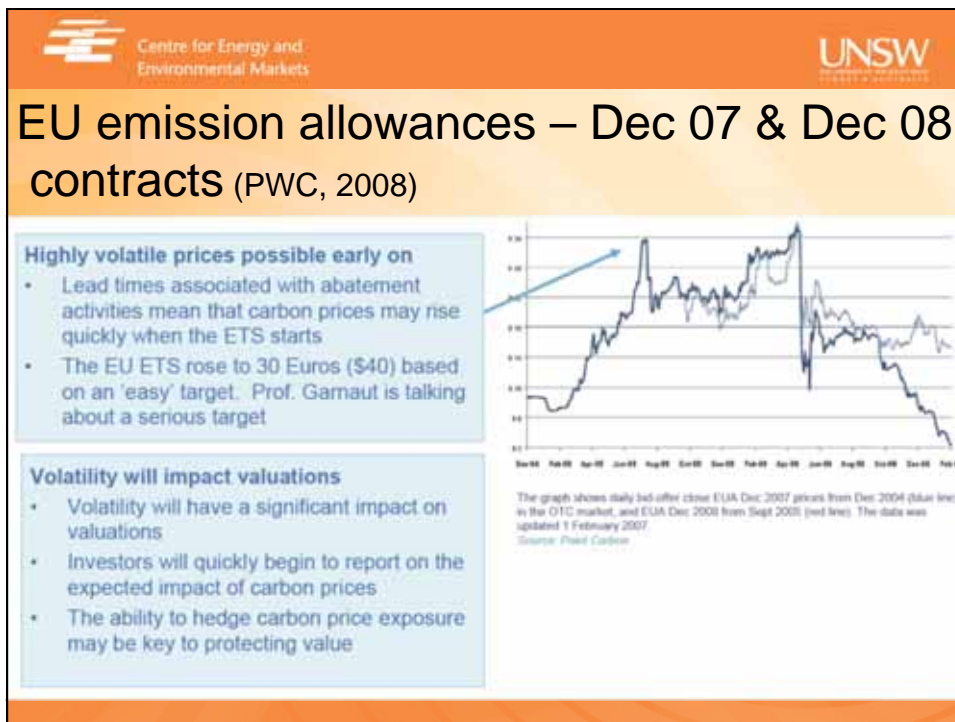 Centre for Energy and
Environmental Markets
UNSW
EU emission allowances – Dec 07 & Dec 08
contracts (PWC, 2008)
Highly volatile prices possible early on
• Lead times associated with abatement
activities mean that carbon prices may rise
quickly when the ETS starts
• The EU ETS rose to 30 Euros ($40) based
on an 'easy' target. Prof. Garnaut is talking
about a serious target
Volatility will impact valuations
• Volatility will have a significant impact on
valuations
• Investors will quickly begin to report on the
expected impact of carbon prices
• The ability to hedge carbon price exposure
may be key to protecting value
The graph shows daily bid-offer close EUA Dec 2007 prices from Dec 2004 (blue line)
in the OTC market, and EUA Dec 2008 from Sept 2005 (red line). The data was
updated 1 February 2007
Source: Point Carbon